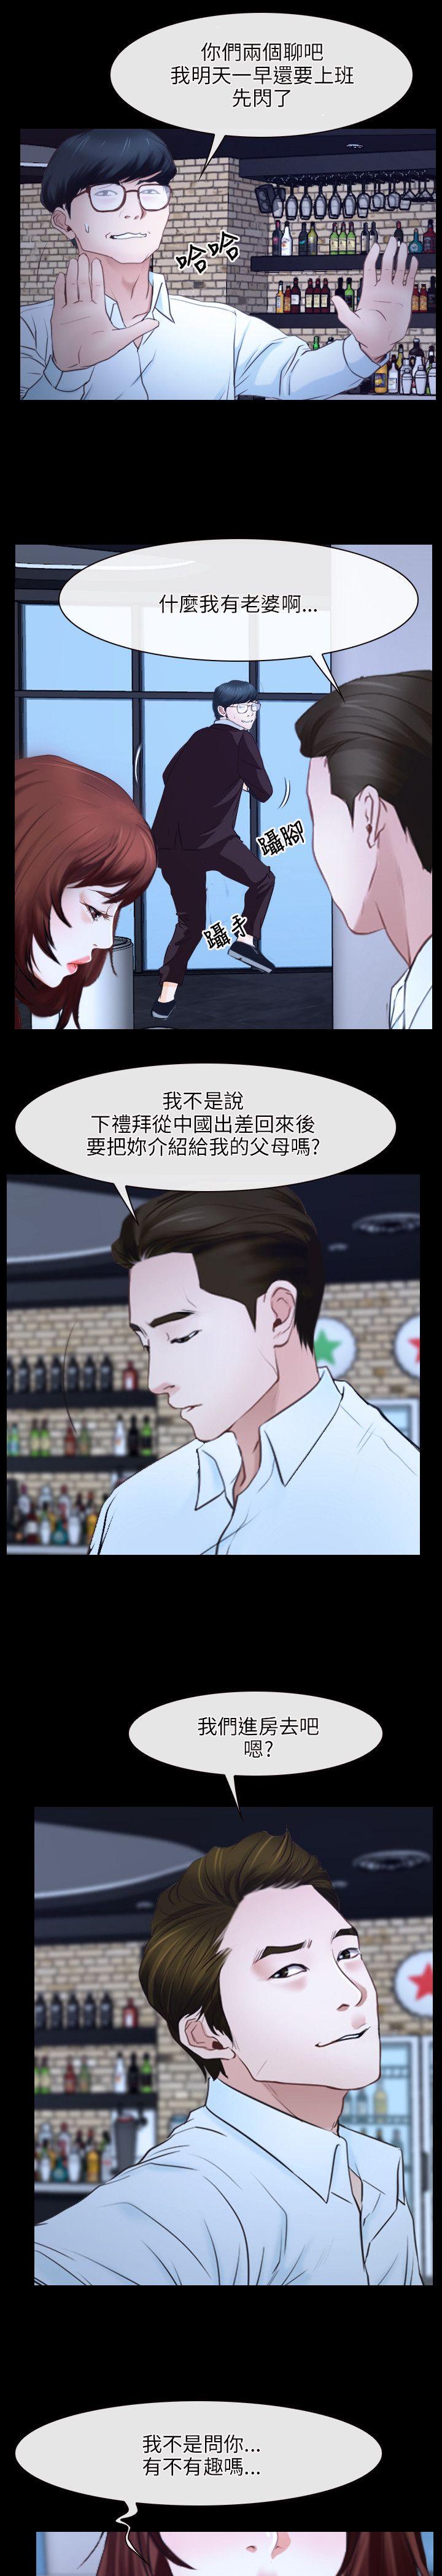 你們兩個聊吧
我明天一早還要上班
先閃了
哈哈
什麼我有老婆啊...
躡腳
躡手
我不是說
下禮拜從中國出差回來後
要把妳介紹給我的父母嗎?
我們進房去吧
嗯?
我不是問你...
有不有趣嗎...